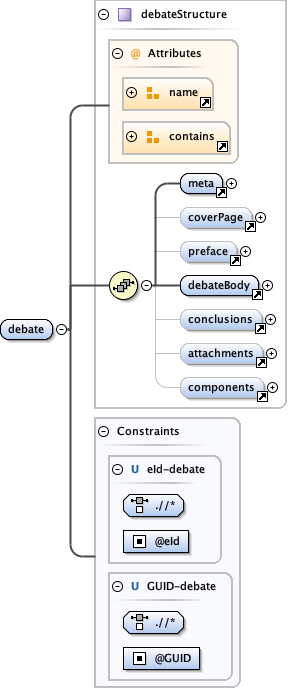 debateStructure
@ Attributes
name
contains
meta
coverPage
preface
debateBody
conclusions
attachments
components
debate
Constraints
U eId-debate
.//*
@eId
U GUID-debate
.//*
@GUID